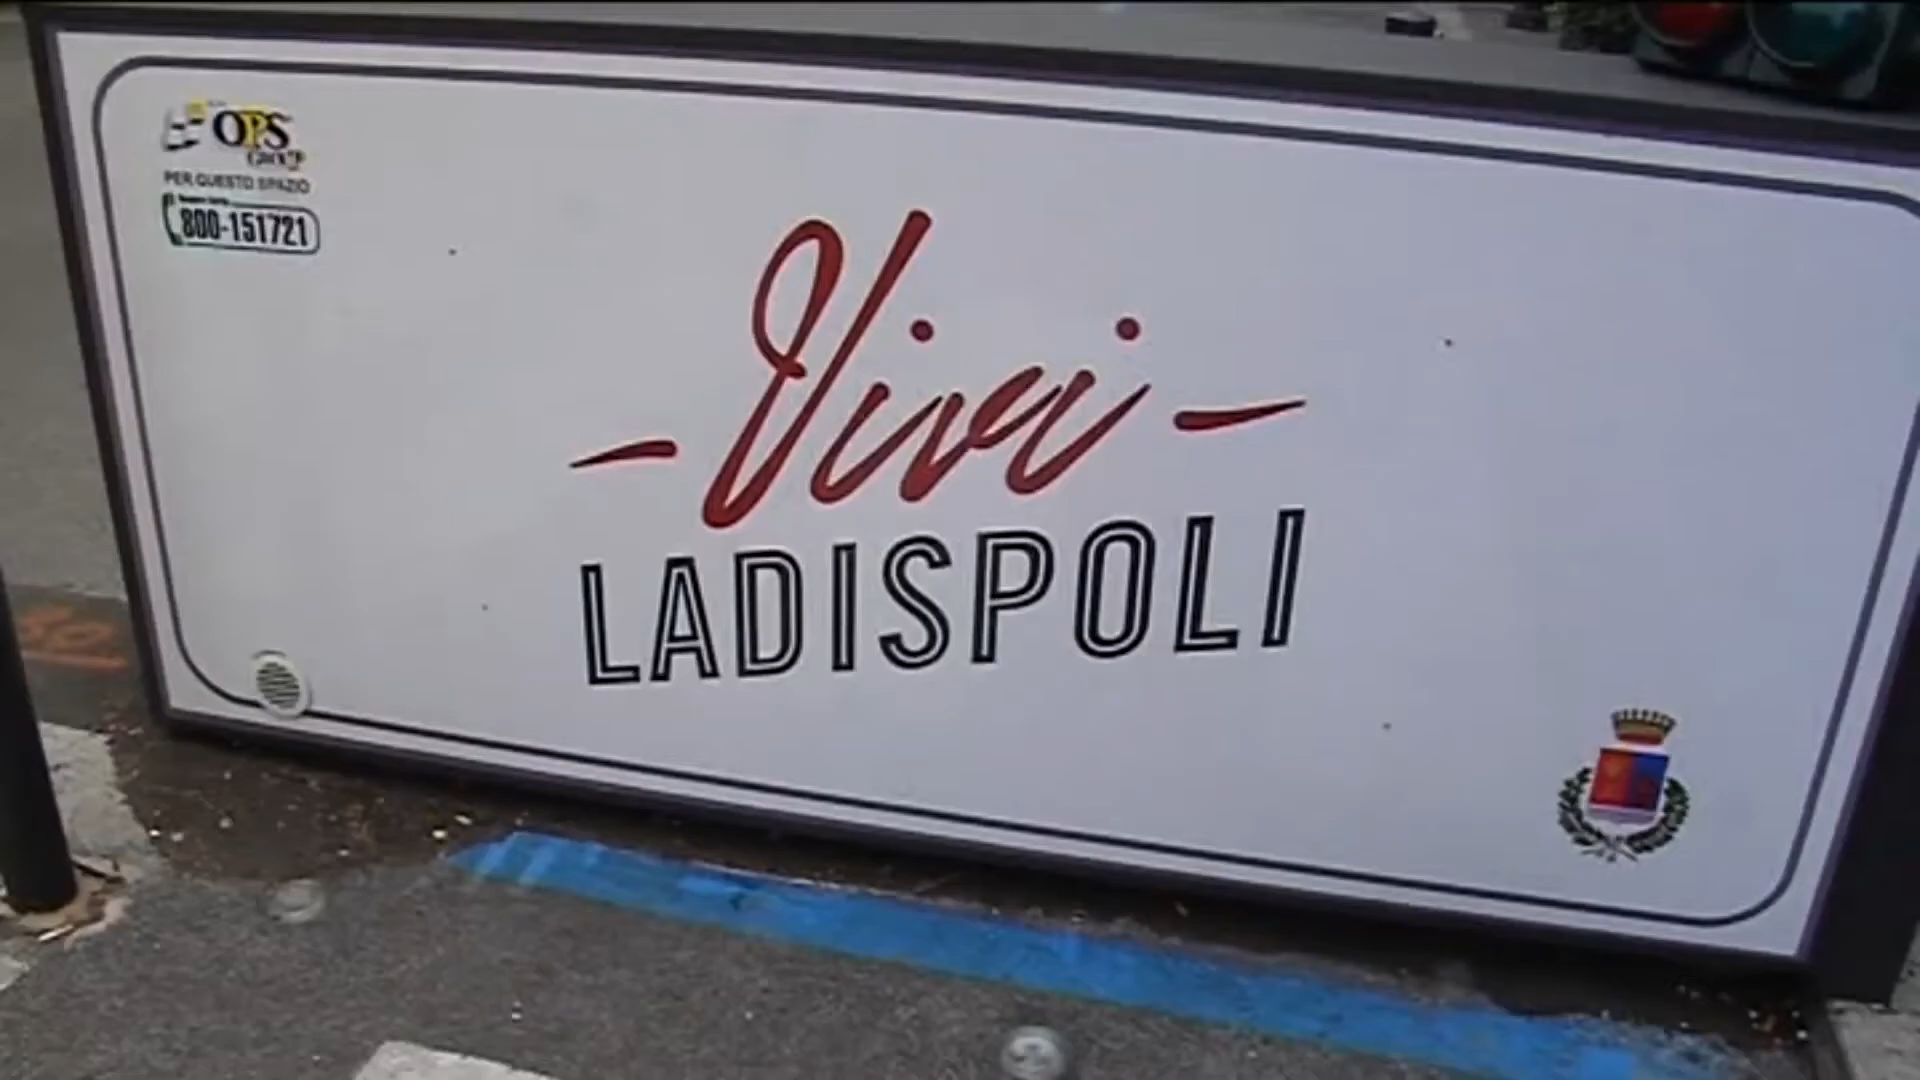 OPS
GROUP
PER QUESTO SPAZIO
800-151721
Vivi
LADISPOLI